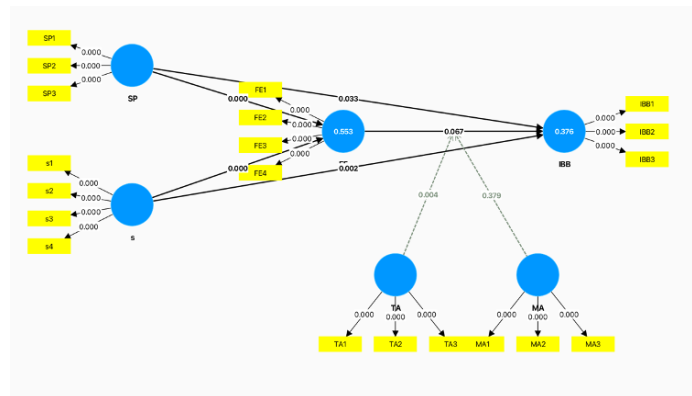 SP1
0.000
SP2
0.000
SP3
0.000
SP
FE1
0.033
0.000
0.000
FE2
0.000
0.553
FE3
0.000
0.000
FE4
0.000
0.067
0.002
0.376
IBB
IBB1
0.000
IBB2
0.000
IBB3
0.000
s1
0.000
s2
0.000
s3
0.000
s4
0.000
s
0.004
0.379
TA
MA
0.000
0.000
0.000
0.000
0.000
0.000
TA1
TA2
TA3
MA1
MA2
MA3